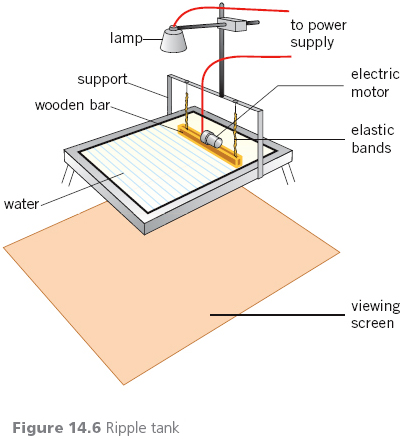 lamp
to power
supply
support
electric
motor
wooden bar
elastic
bands
water
viewing
screen
Figure 14.6 Ripple tank